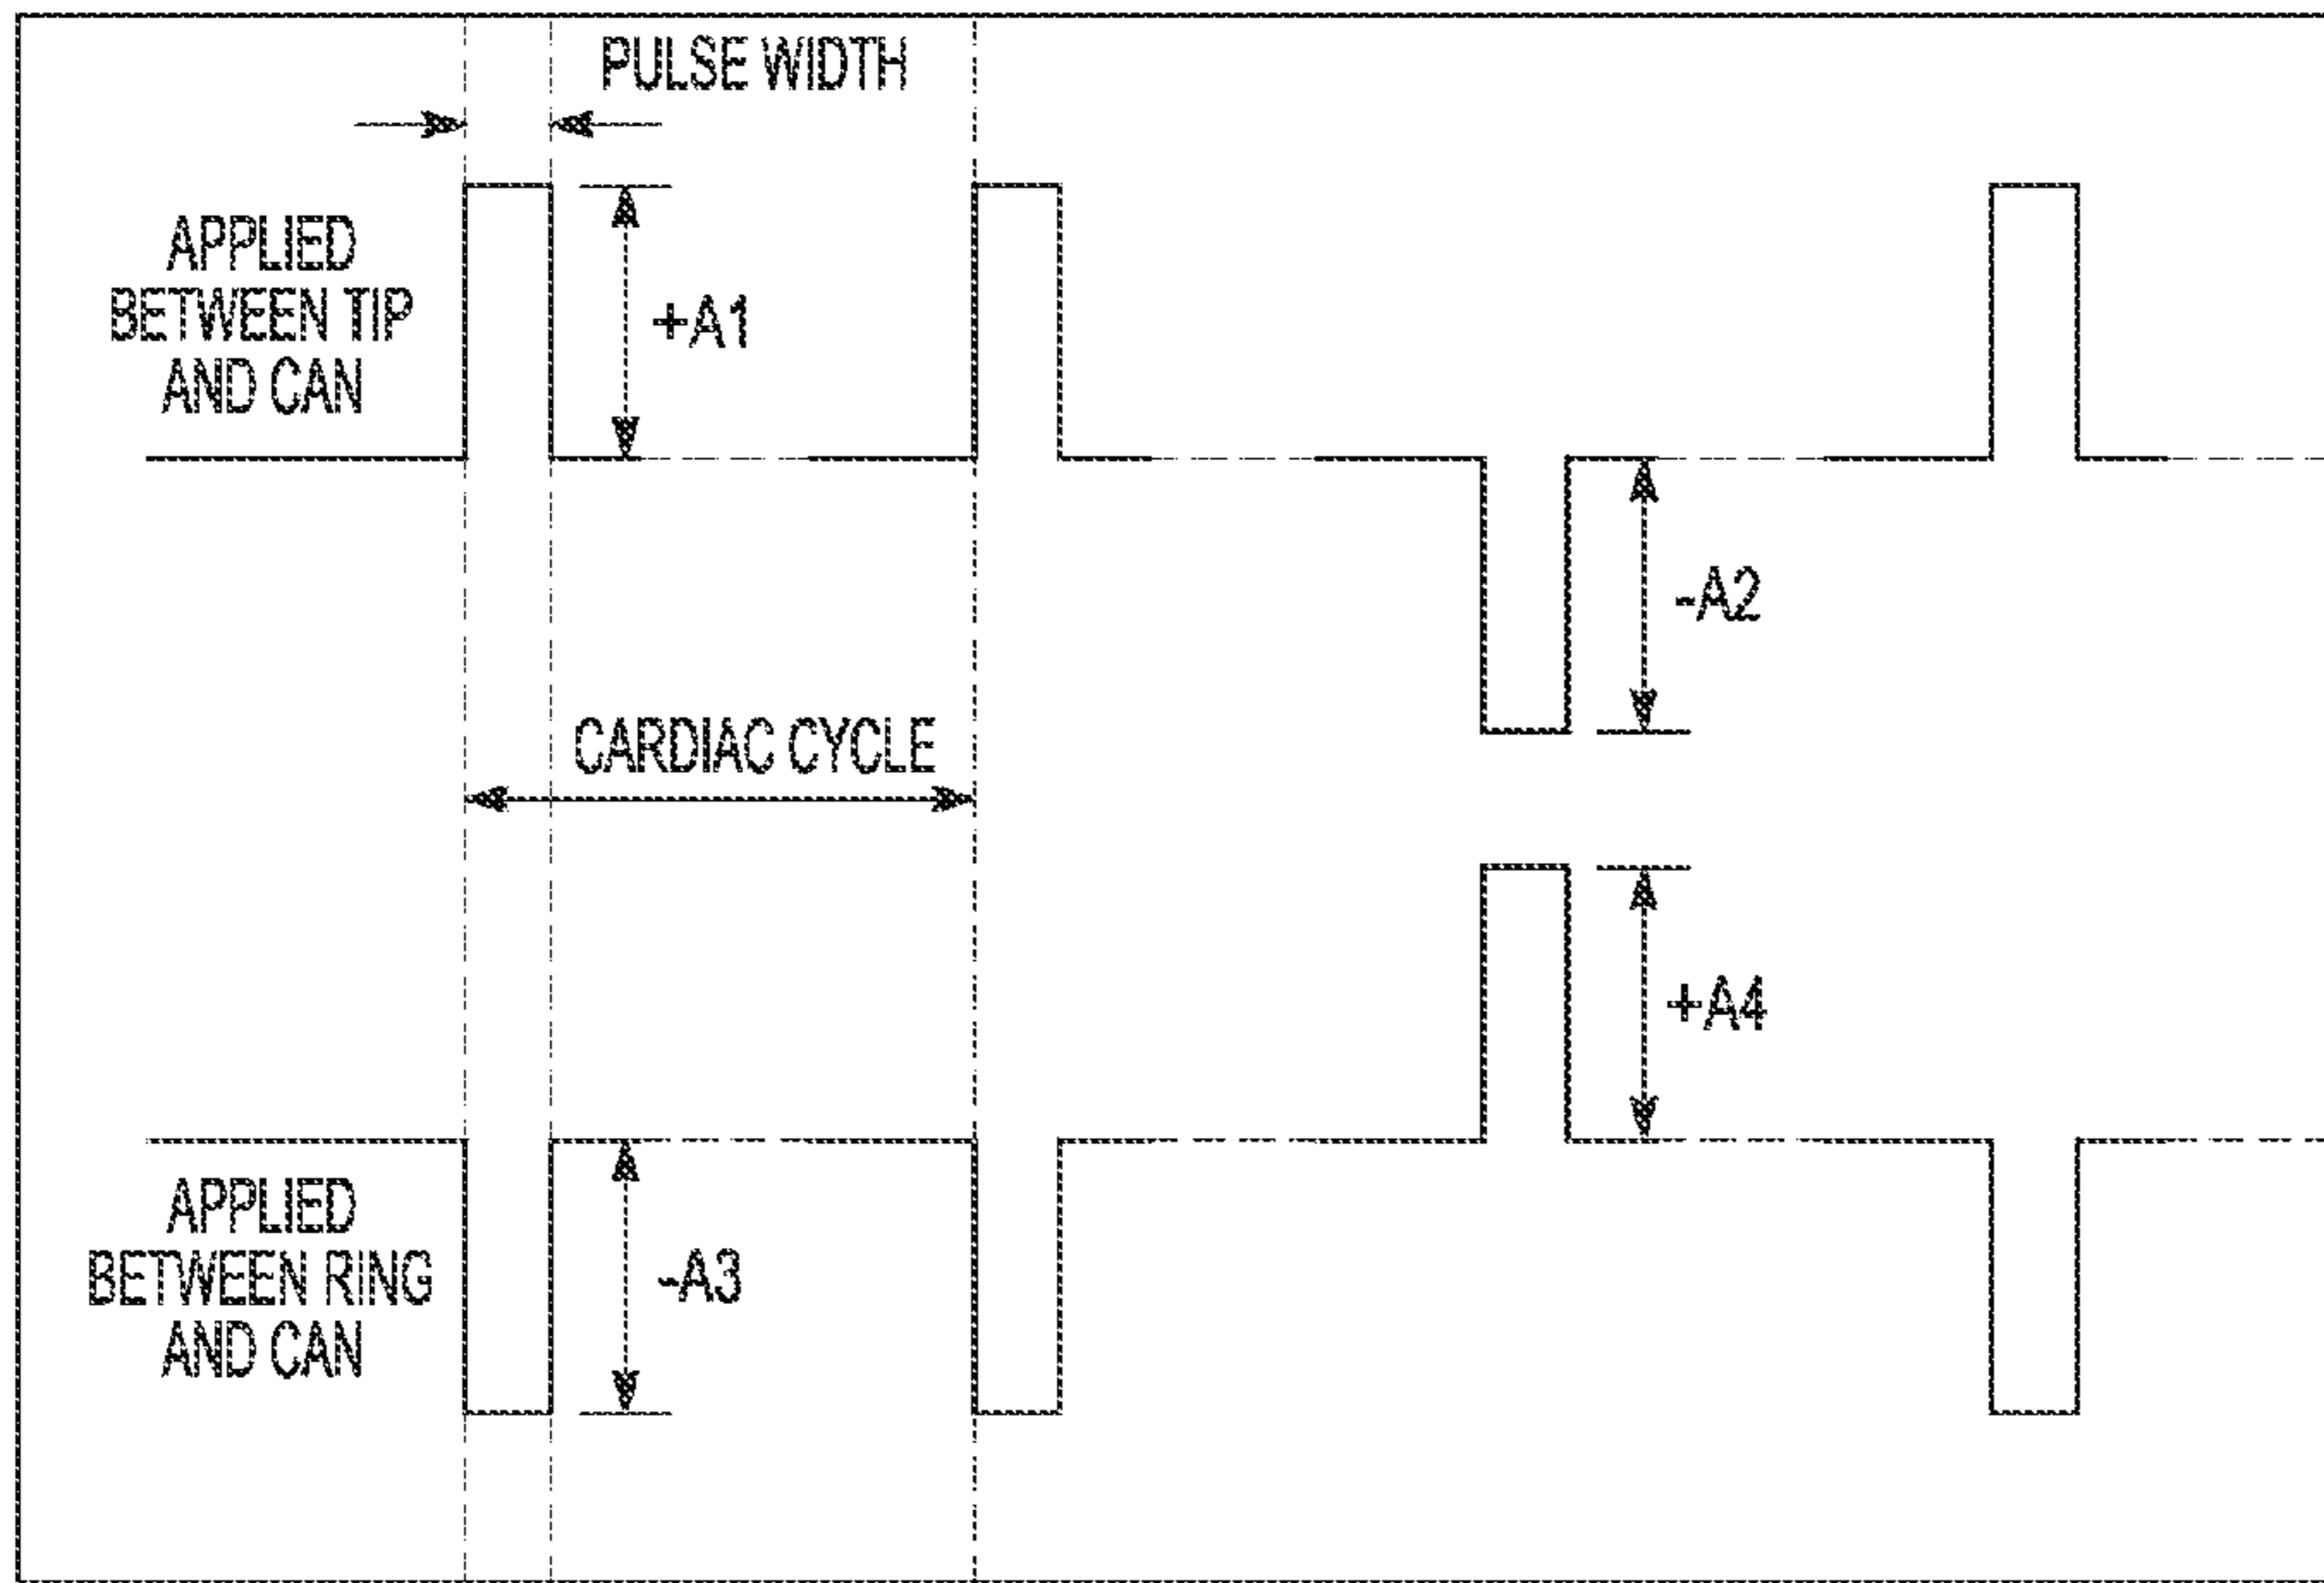 PULSE WIDTH
APPLIED
BETWEEN TIP
AND CAN
+A1
-A2
CARDIAC CYCLE
+A4
APPLIED
BETWEEN RING
AND CAN
-A3